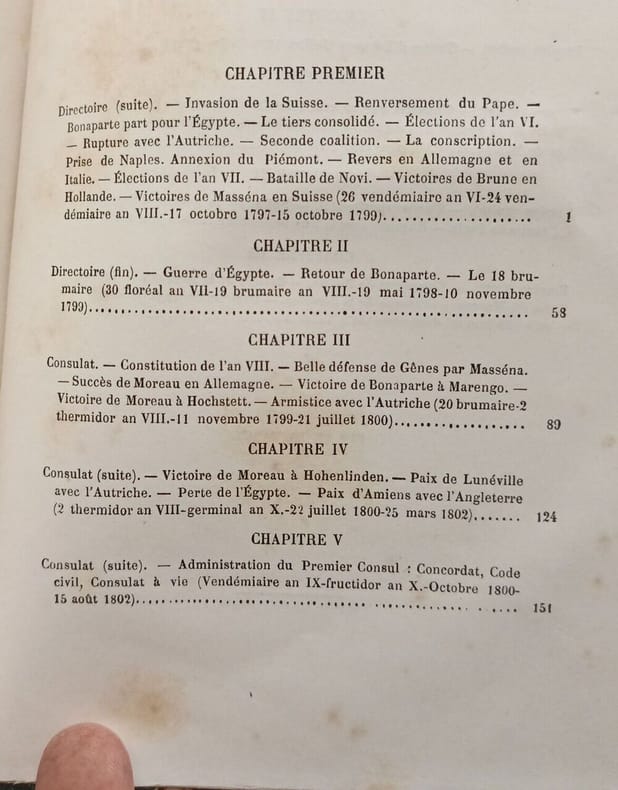 CHAPITRE PREMIER
Directoire (suite). — Invasion de la Suisse. — Renversement du Pape. —
Bonaparte part pour l'Égypte. — Le tiers consolidé. — Élections de l'an VI.
— Rupture avec l'Autriche. — Seconde coalition. — La conscription. —
Prise de Naples. Annexion du Piémont. — Revers en Allemagne et en
Italie. — Élections de l'an VII. — Bataille de Novi. — Victoires de Brune en
Hollande. — Victoires de Masséna en Suisse (26 vendémiaire an VI-24 ven-
démiaire an VIII.-17 octobre 1797-15 octobre 1799)..................... 1
CHAPITRE II
Directoire (fin). — Guerre d'Égypte. — Retour de Bonaparte. — Le 18 bru-
maire (30 floréal an VII-19 brumaire an VIII.-19 mai 1798-10 novembre
1799)............................................................ 58
CHAPITRE III
Consulat. — Constitution de l'an VIII. — Belle défense de Gênes par Masséna.
— Succès de Moreau en Allemagne. — Victoire de Bonaparte à Marengo. —
Victoire de Moreau à Hochstett. — Armistice avec l'Autriche (20 brumaire-2
thermidor an VIII.-11 novembre 1799-21 juillet 1800).................. 89
CHAPITRE IV
Consulat (suite). — Victoire de Moreau à Hohenlinden. — Paix de Lunéville
avec l'Autriche. — Perte de l'Égypte. — Paix d'Amiens avec l'Angleterre
(2 thermidor an VIII-germinal an X.-22 juillet 1800-25 mars 1802)....... 124
CHAPITRE V
Consulat (suite). — Administration du Premier Consul : Concordat, Code
civil, Consulat à vie (Vendémiaire an IX-fructidor an X.-Octobre 1800-
15 août 1802).................................................... 151